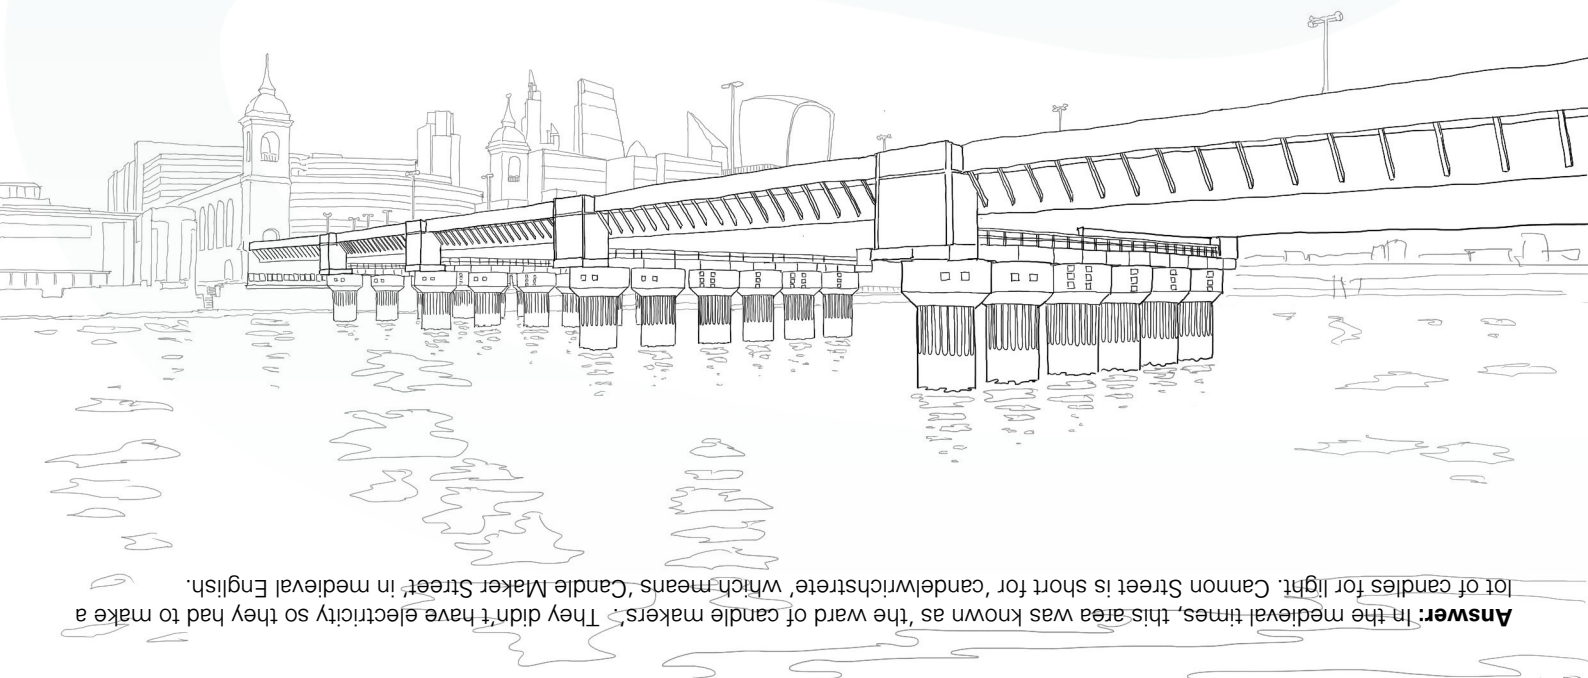 Answer: In the medieval times, this area was known as ‘the ward of candle makers’. They didn’t have electricity so they had to make a
lot of candles for light. Cannon Street is short for ‘candelwrichstrete’ which means ‘Candle Maker Street’ in medieval English.